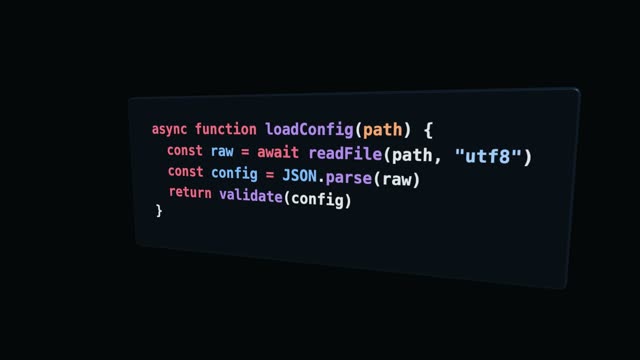 async function loadConfig(path) {
  const raw = await readFile(path, "utf8")
  const config = JSON.parse(raw)
  return validate(config)
}